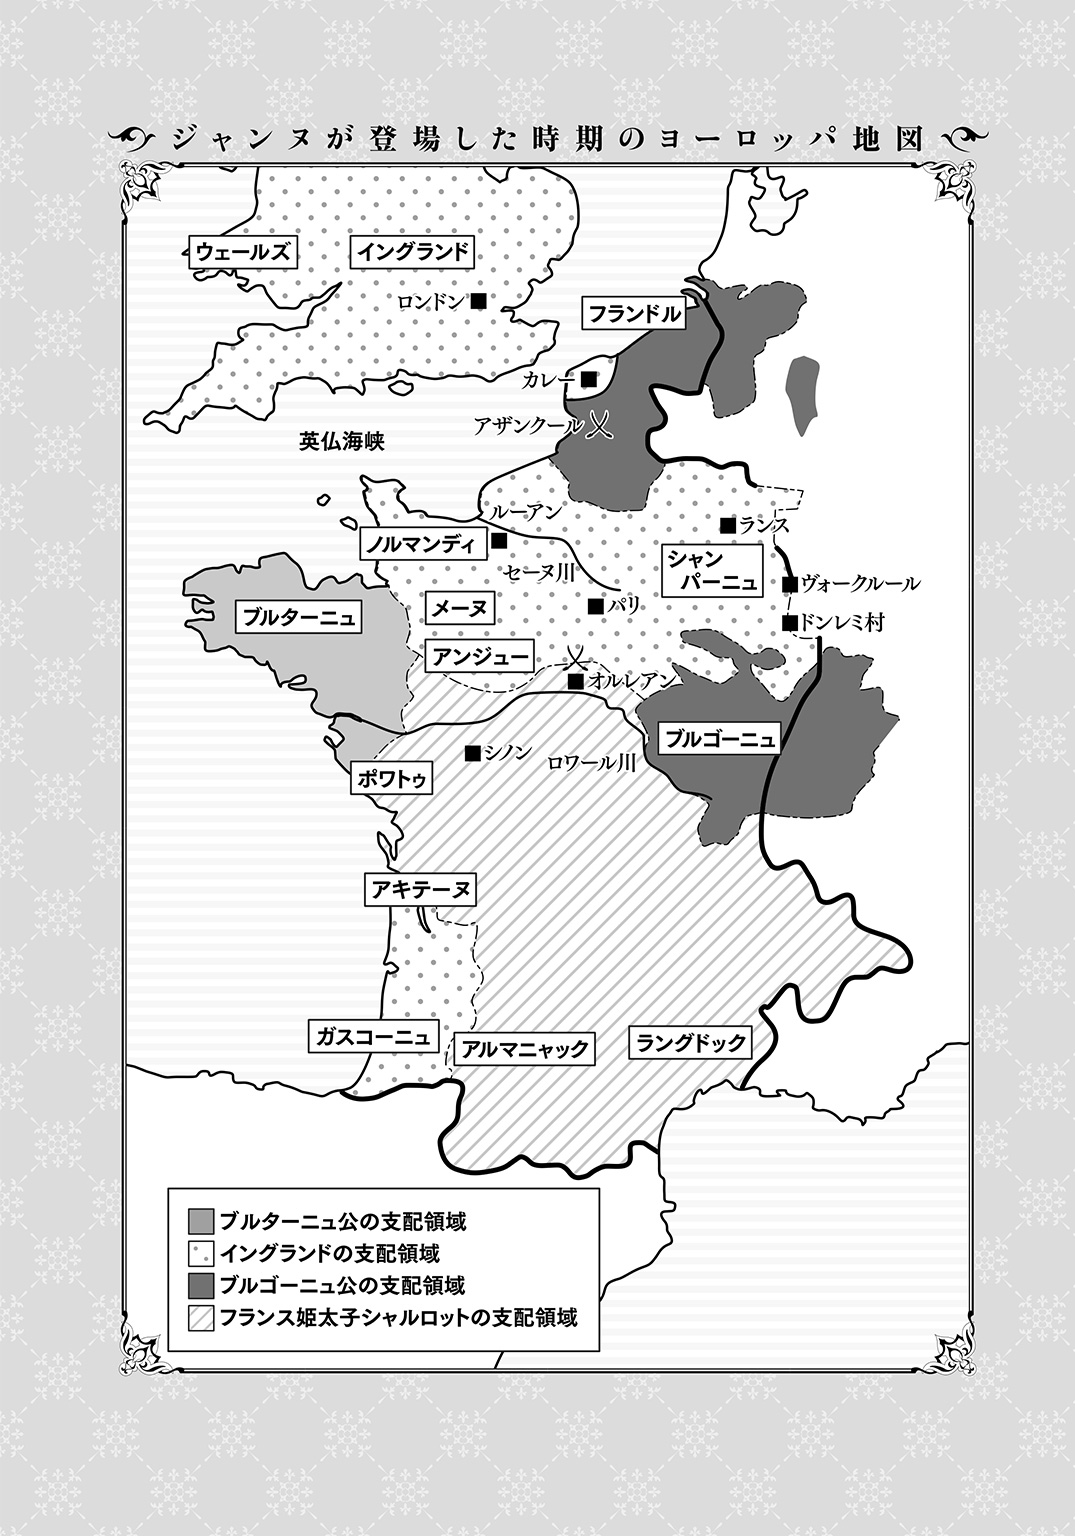 ジャンヌが登場した時期のヨーロッパ地図
ウェールズ
イングランド
ロンドン
フランドル
カレー
アザンクール
英仏海峡
ルーアン
ランス
ノルマンディ
シャン
パーニュ
セーヌ川
ヴォークルール
ブルターニュ
メーヌ
パリ
ドンレミ村
アンジュー
オルレアン
ブルゴーニュ
シノン
ロワール川
ポワトゥ
アキテーヌ
ガスコーニュ
アルマニャック
ラングドック
ブルターニュ公の支配領域
イングランドの支配領域
ブルゴーニュ公の支配領域
フランス姫太子シャルロットの支配領域